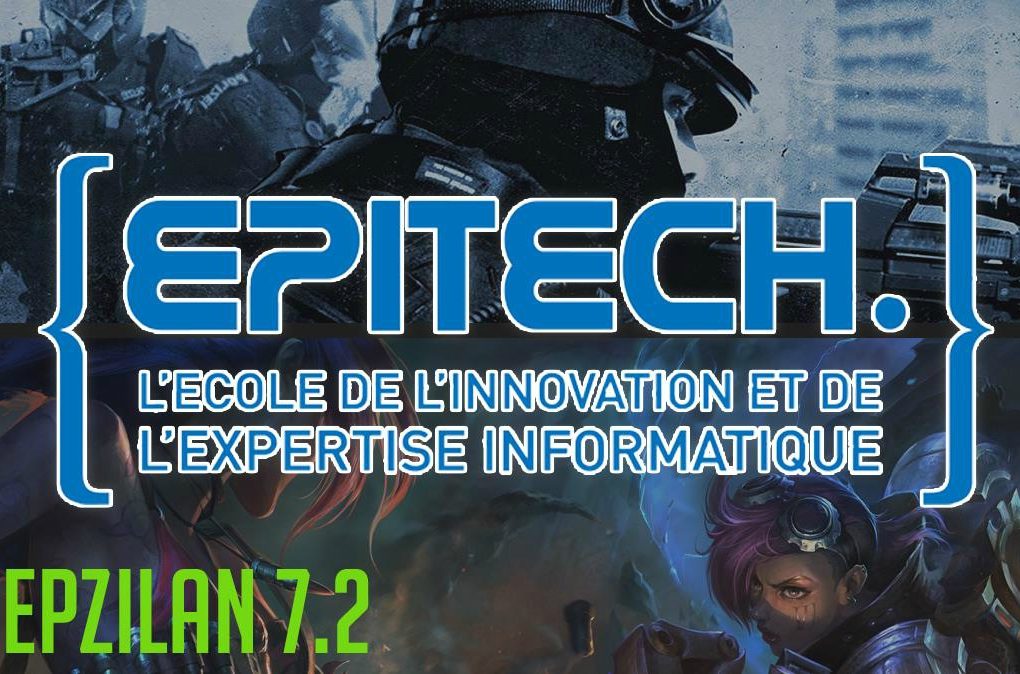 {EPITECH.}
L'ECOLE DE L'INNOVATION ET DE
L'EXPERTISE INFORMATIQUE
EPZILAN 7.2